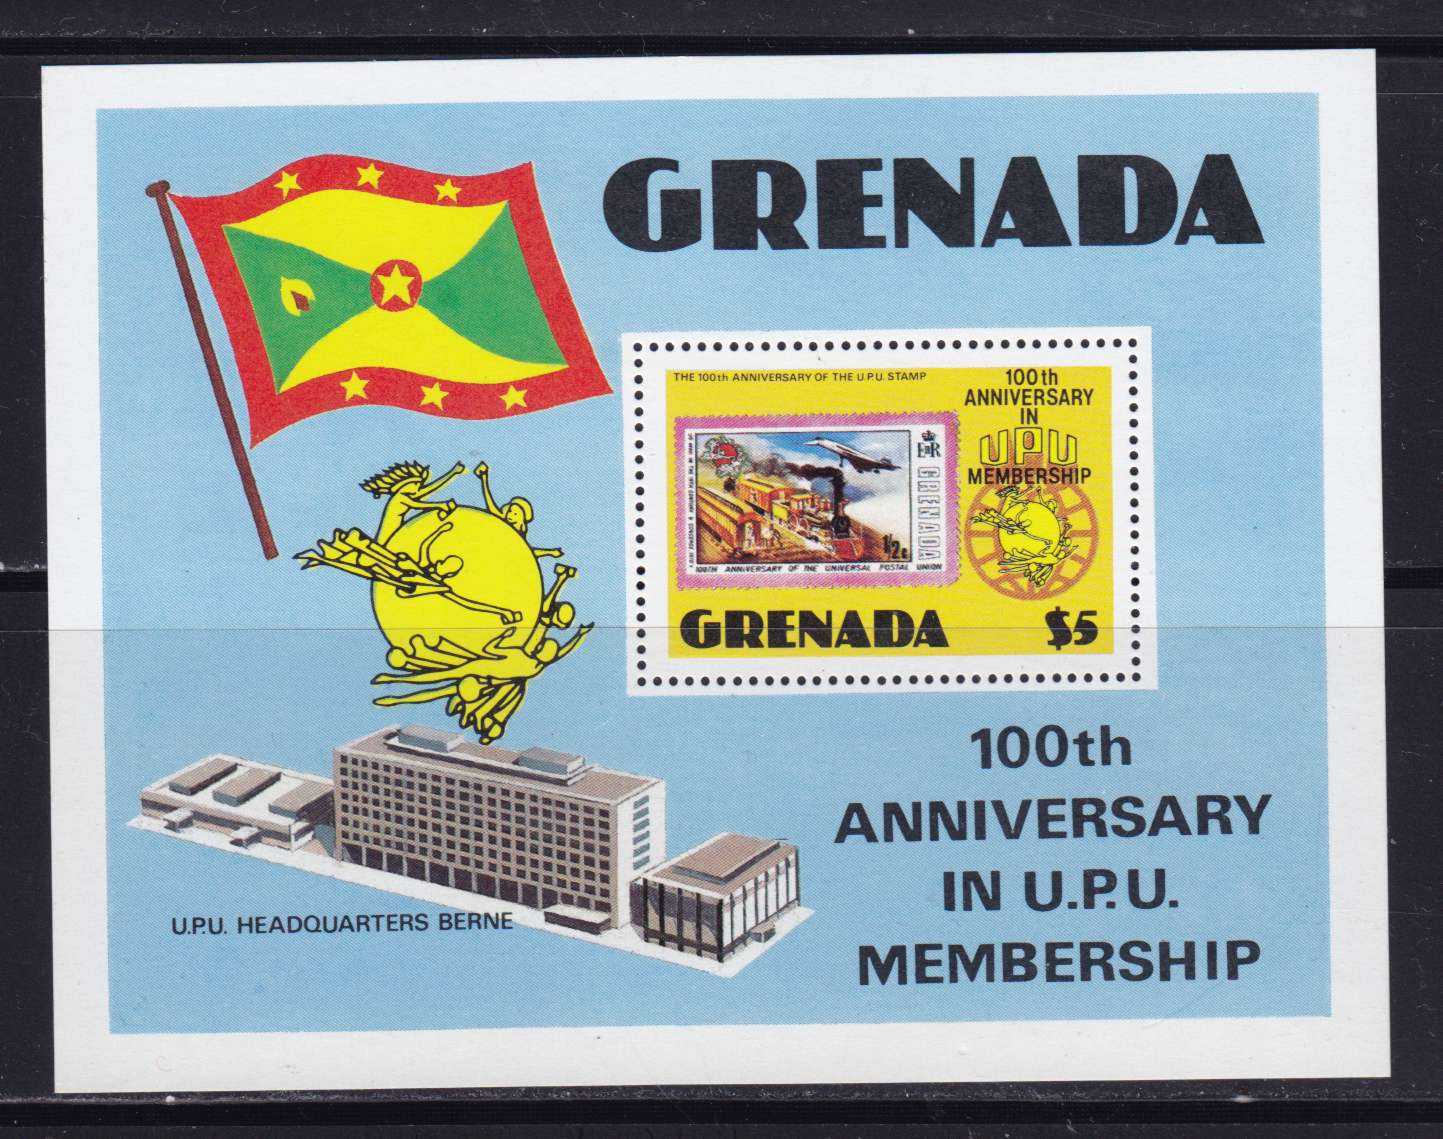 GRENADA
THE 100th ANNIVERSARY OF THE U.P.U. STAMP
100th
ANNIVERSARY
IN
UPU
MEMBERSHIP
E II R
GRENADA
1/2c
100TH ANNIVERSARY OF THE UNIVERSAL POSTAL UNION
GRENADA $5
100th
ANNIVERSARY
IN U.P.U.
MEMBERSHIP
U.P.U. HEADQUARTERS BERNE